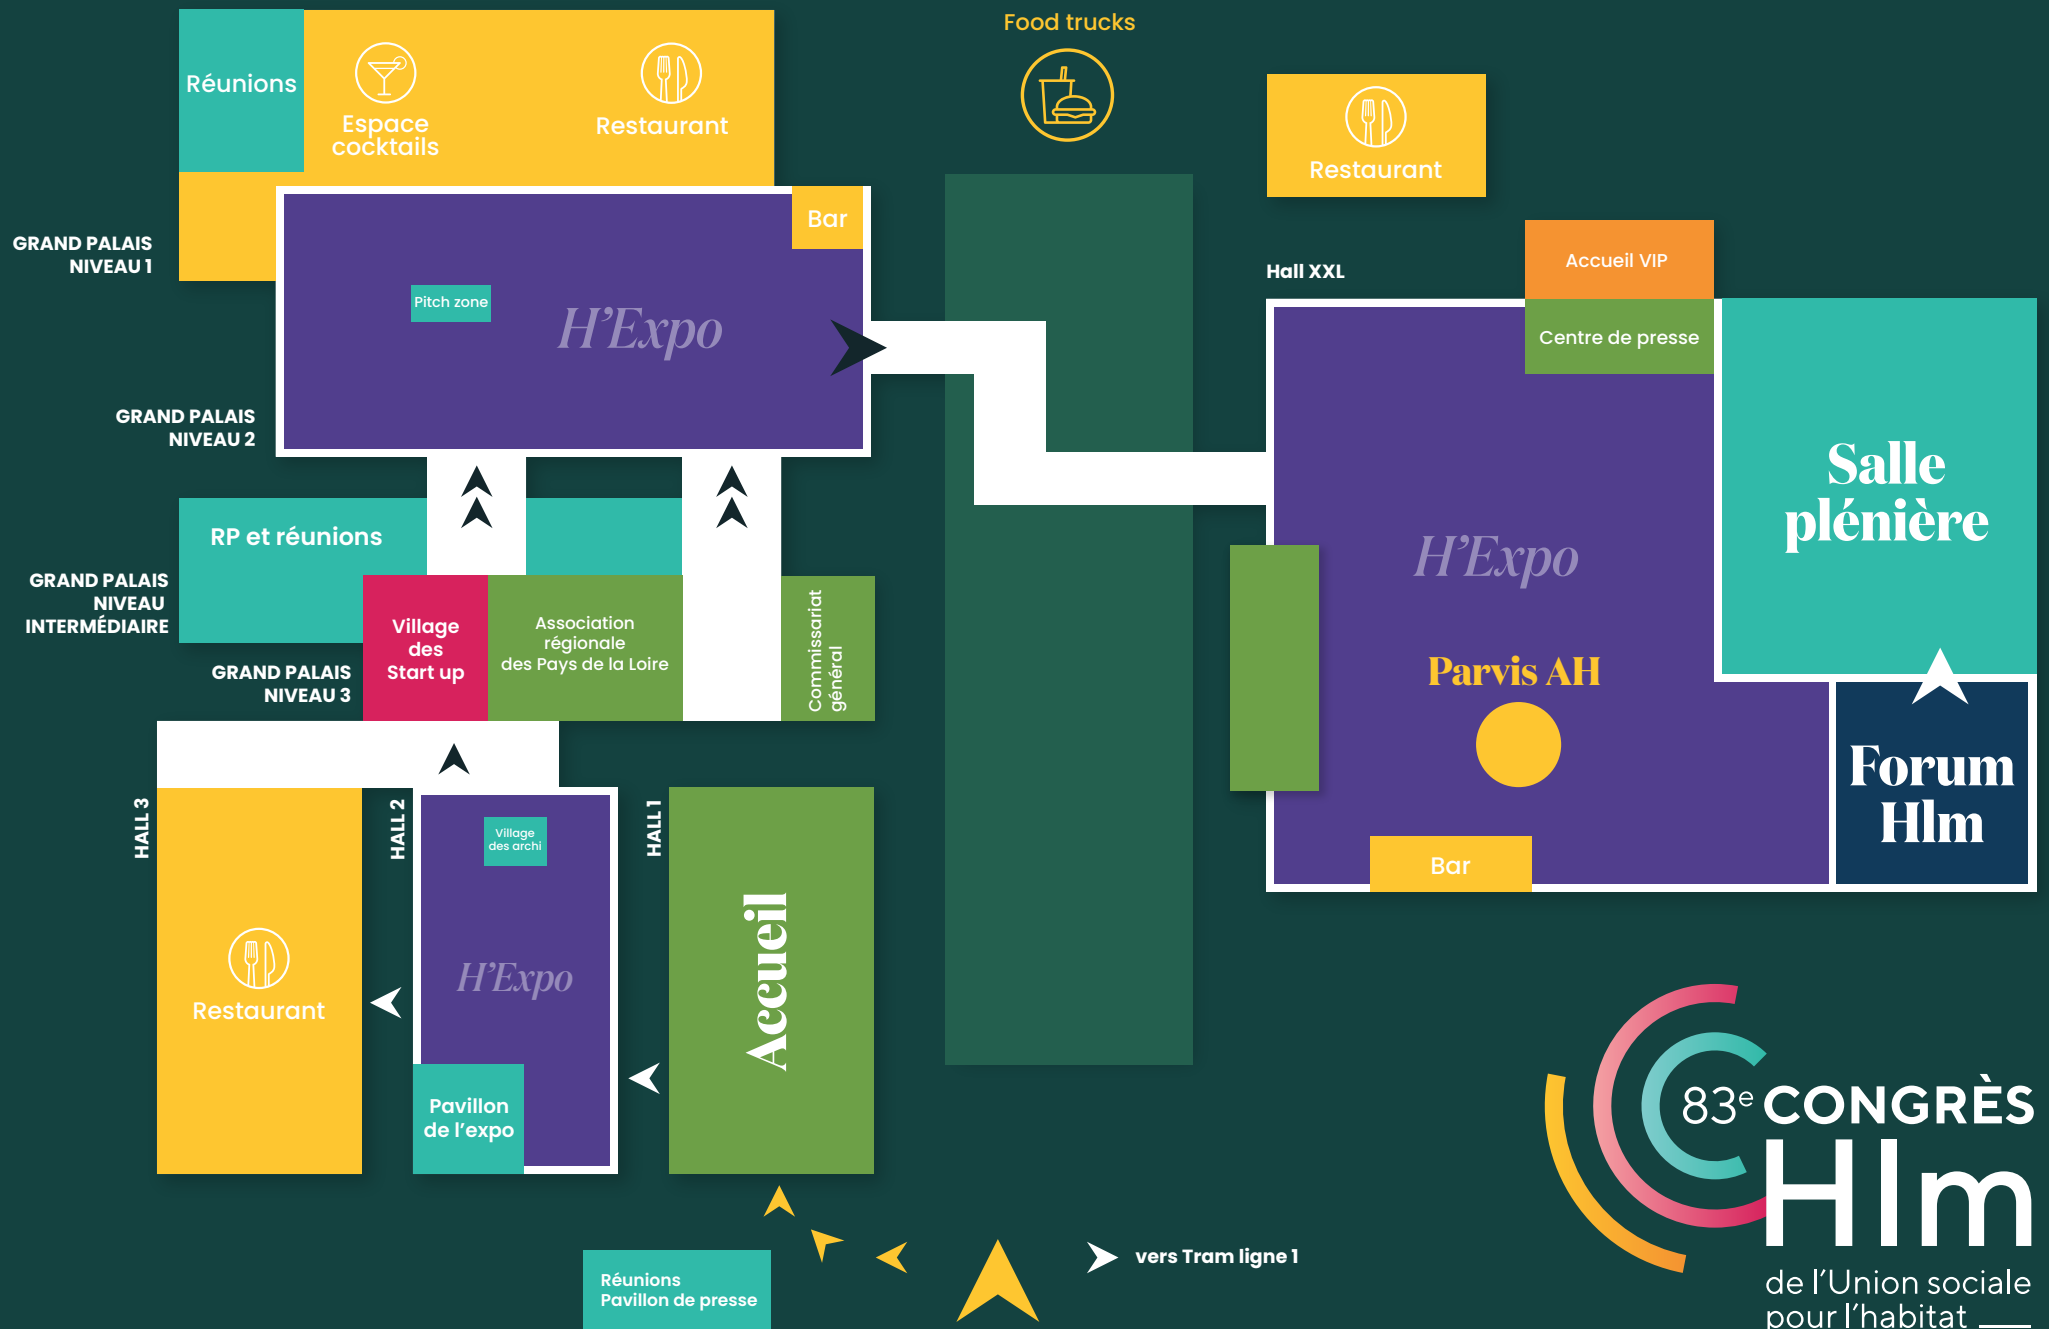 Food trucks
Réunions
Espace
cocktails
Restaurant
Restaurant
GRAND PALAIS
NIVEAU 1
Bar
Pitch zone
H'Expo
GRAND PALAIS
NIVEAU 2
Hall XXL
Accueil VIP
Centre de presse
Salle
plénière
H'Expo
Parvis AH
Forum
Hlm
Bar
RP et réunions
GRAND PALAIS
NIVEAU
INTERMÉDIAIRE
Village
des
Start up
Association
régionale
des Pays de la Loire
Commissariat
général
GRAND PALAIS
NIVEAU 3
HALL 3
Restaurant
HALL 2
Village
des archi
H'Expo
Pavillon
de l'expo
HALL 1
Accueil
Réunions
Pavillon de presse
vers Tram ligne 1
83e CONGRÈS
Hlm
de l'Union sociale
pour l'habitat